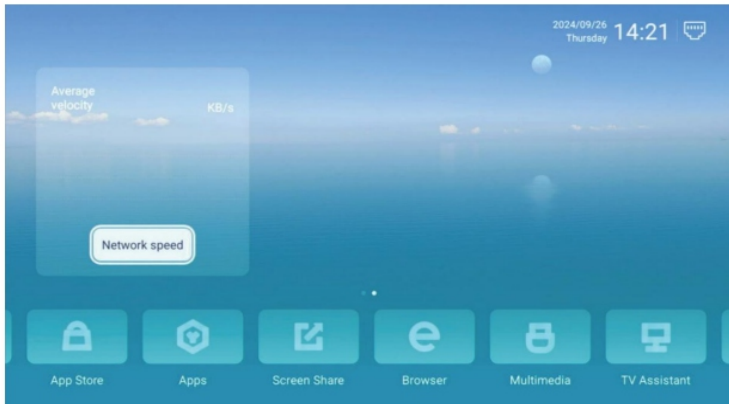 2024/09/26
Thursday
14:21
Average
velocity
KB/s
Network speed
App Store
Apps
Screen Share
Browser
Multimedia
TV Assistant